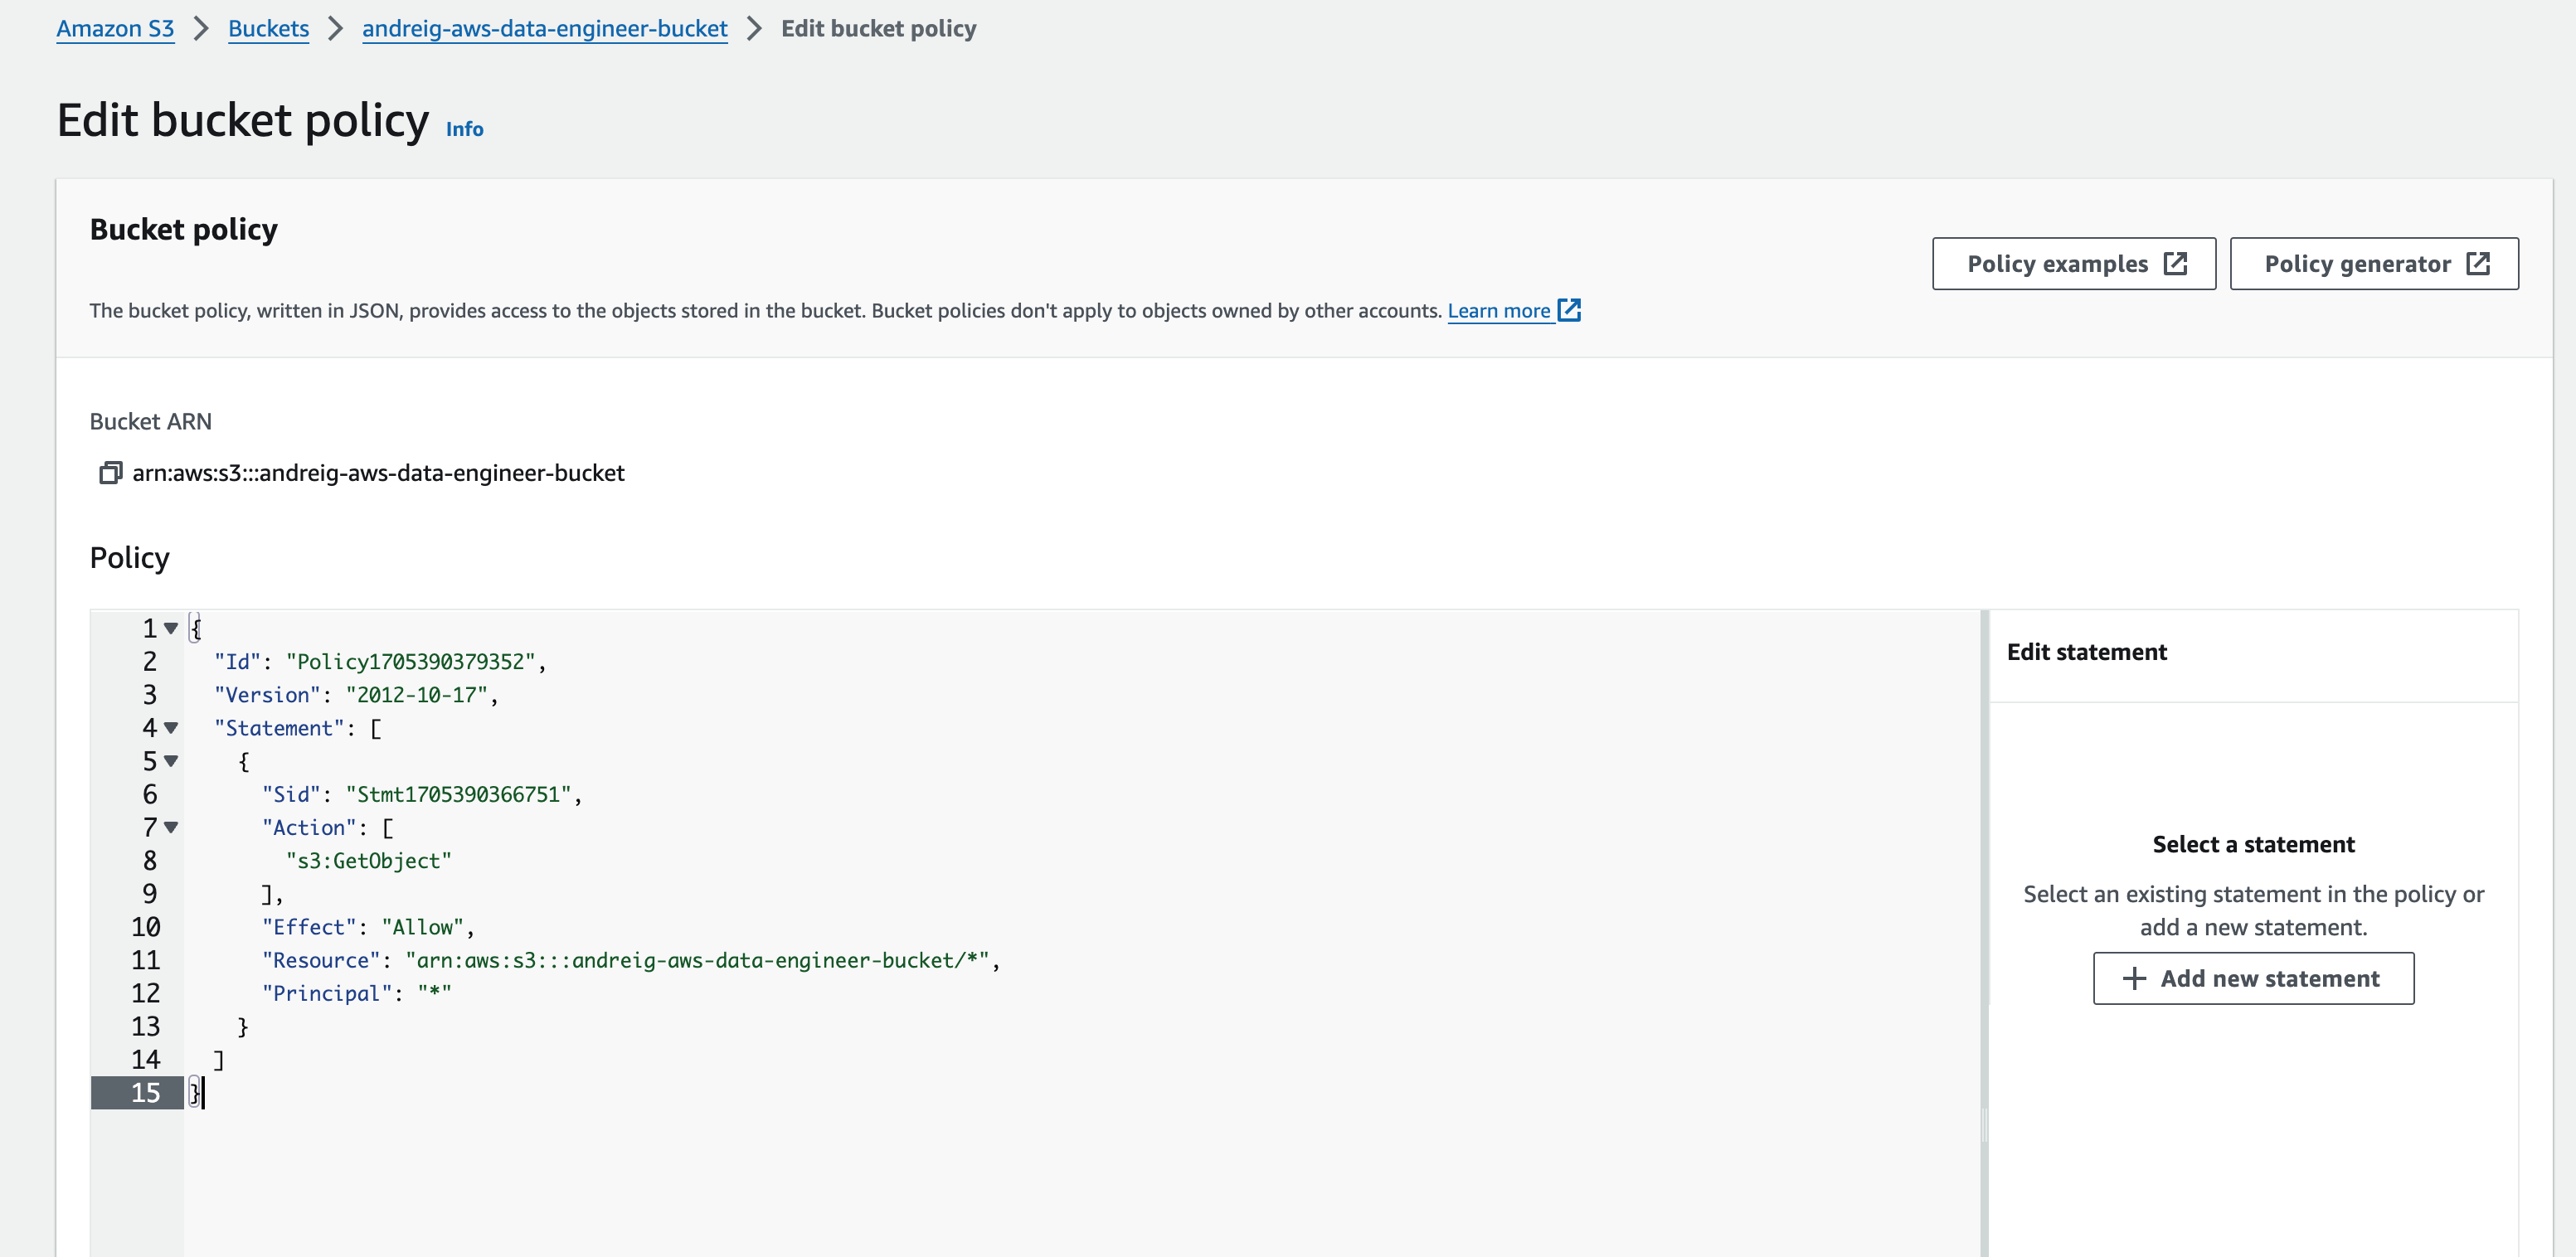 Amazon S3 > Buckets > andreig-aws-data-engineer-bucket > Edit bucket policy
Edit bucket policy Info
Bucket policy
Policy examples
Policy generator
The bucket policy, written in JSON, provides access to the objects stored in the bucket. Bucket policies don't apply to objects owned by other accounts. Learn more
Bucket ARN
arn:aws:s3:::andreig-aws-data-engineer-bucket
Policy
1 {
2 "Id": "Policy1705390379352",
3 "Version": "2012-10-17",
4 "Statement": [
5 {
6 "Sid": "Stmt1705390366751",
7 "Action": [
8 "s3:GetObject"
9 ],
10 "Effect": "Allow",
11 "Resource": "arn:aws:s3:::andreig-aws-data-engineer-bucket/*",
12 "Principal": "*"
13 }
14 ]
15 }
Edit statement
Select a statement
Select an existing statement in the policy or
add a new statement.
+ Add new statement